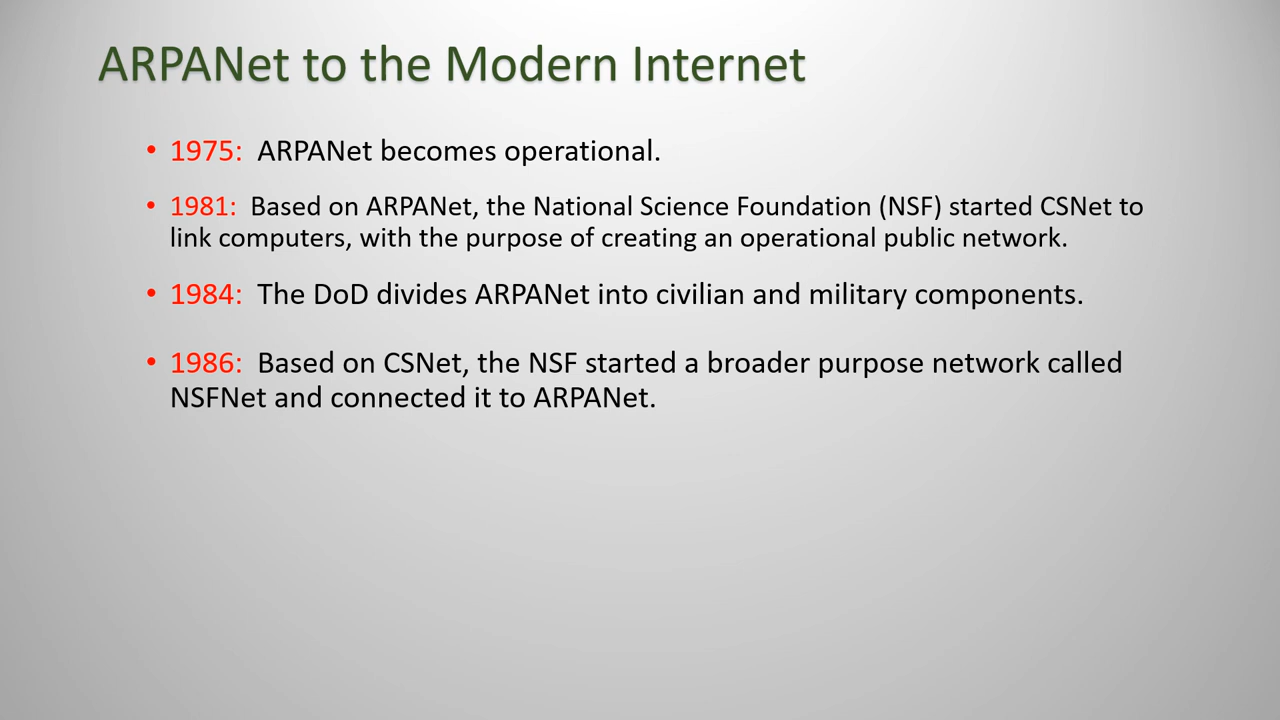 ARPANet to the Modern Internet
• 1975: ARPANet becomes operational.
• 1981: Based on ARPANet, the National Science Foundation (NSF) started CSNet to
link computers, with the purpose of creating an operational public network.
• 1984: The DoD divides ARPANet into civilian and military components.
• 1986: Based on CSNet, the NSF started a broader purpose network called
NSFNet and connected it to ARPANet.